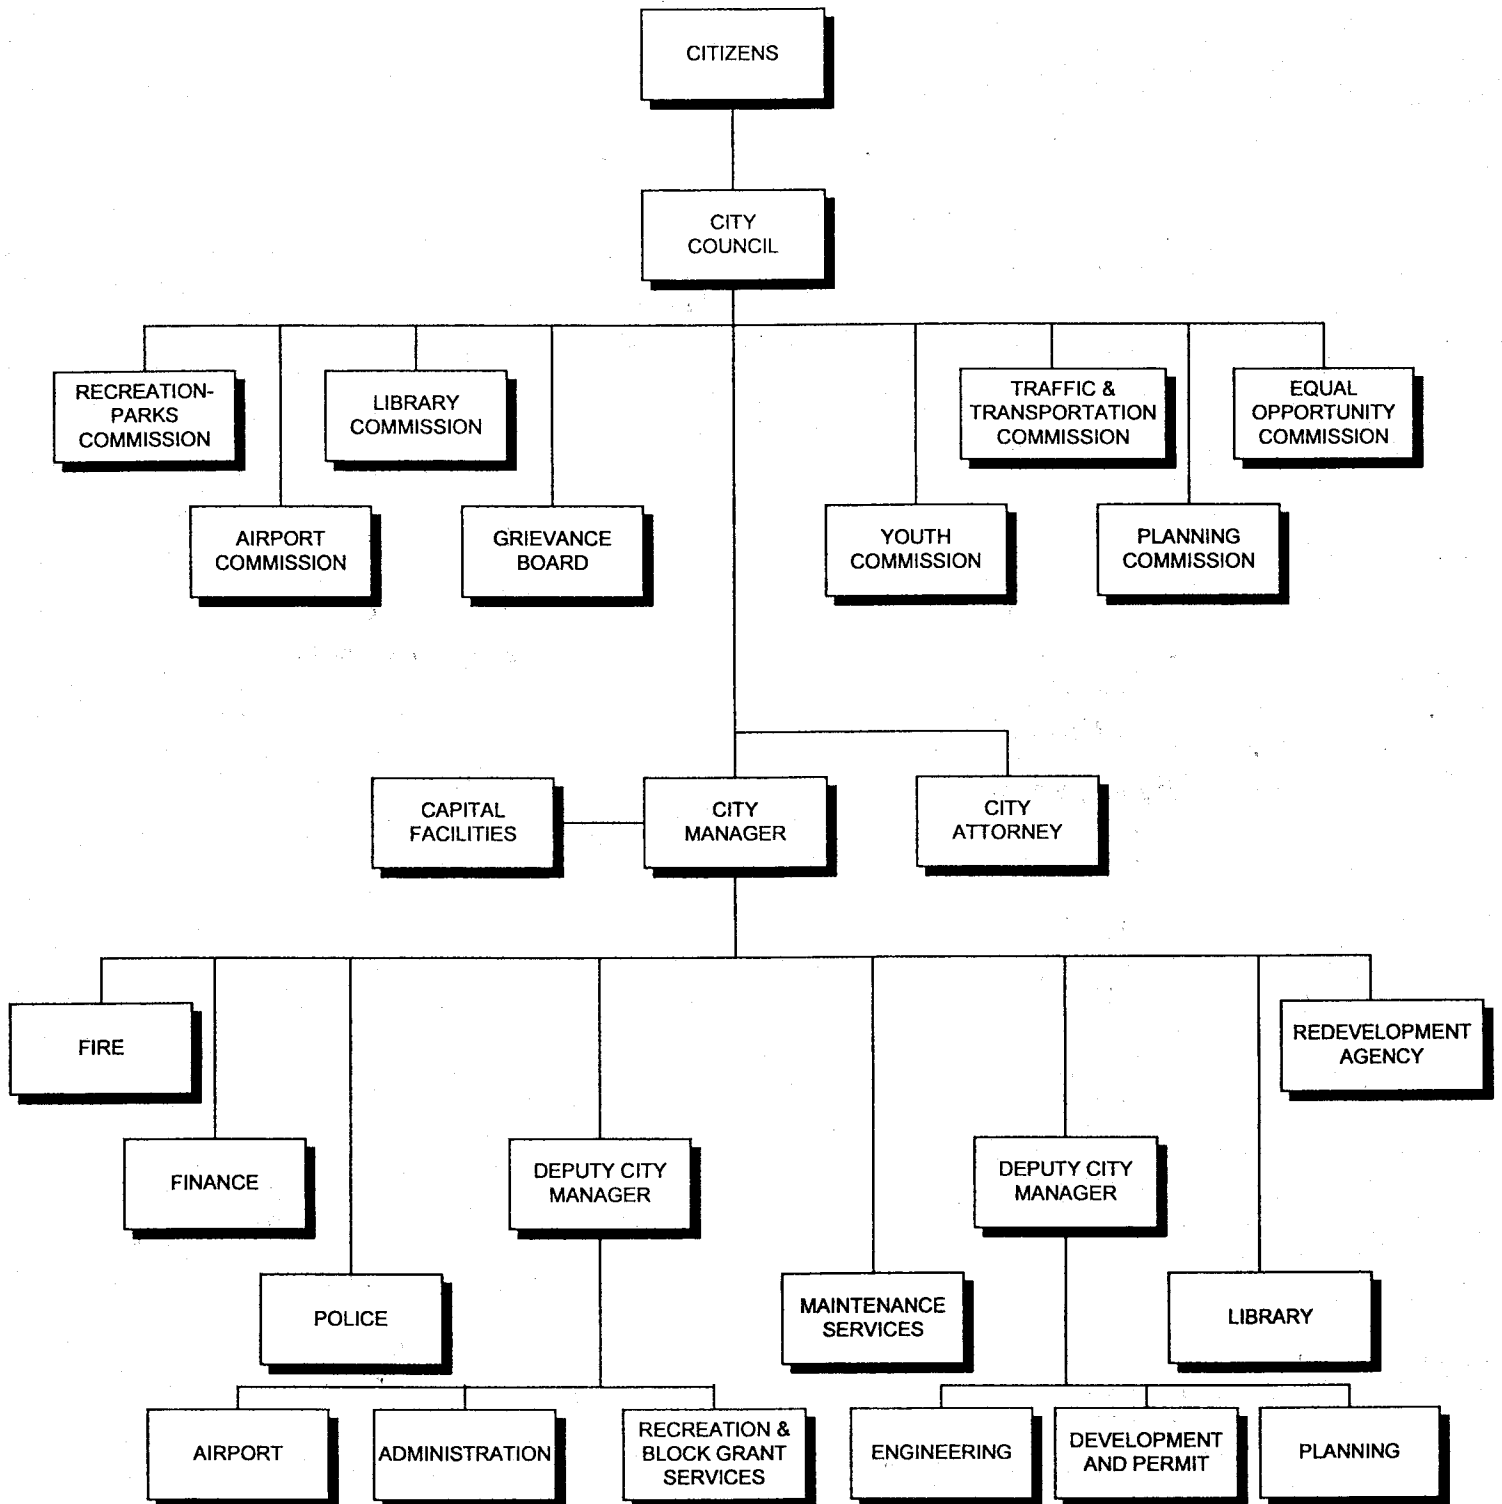 CITIZENS
CITY
COUNCIL
RECREATION-
PARKS
COMMISSION
LIBRARY
COMMISSION
TRAFFIC &
TRANSPORTATION
COMMISSION
EQUAL
OPPORTUNITY
COMMISSION
AIRPORT
COMMISSION
GRIEVANCE
BOARD
YOUTH
COMMISSION
PLANNING
COMMISSION
CAPITAL
FACILITIES
CITY
MANAGER
CITY
ATTORNEY
FIRE
REDEVELOPMENT
AGENCY
FINANCE
DEPUTY CITY
MANAGER
DEPUTY CITY
MANAGER
POLICE
MAINTENANCE
SERVICES
LIBRARY
AIRPORT
ADMINISTRATION
RECREATION &
BLOCK GRANT
SERVICES
ENGINEERING
DEVELOPMENT
AND PERMIT
PLANNING